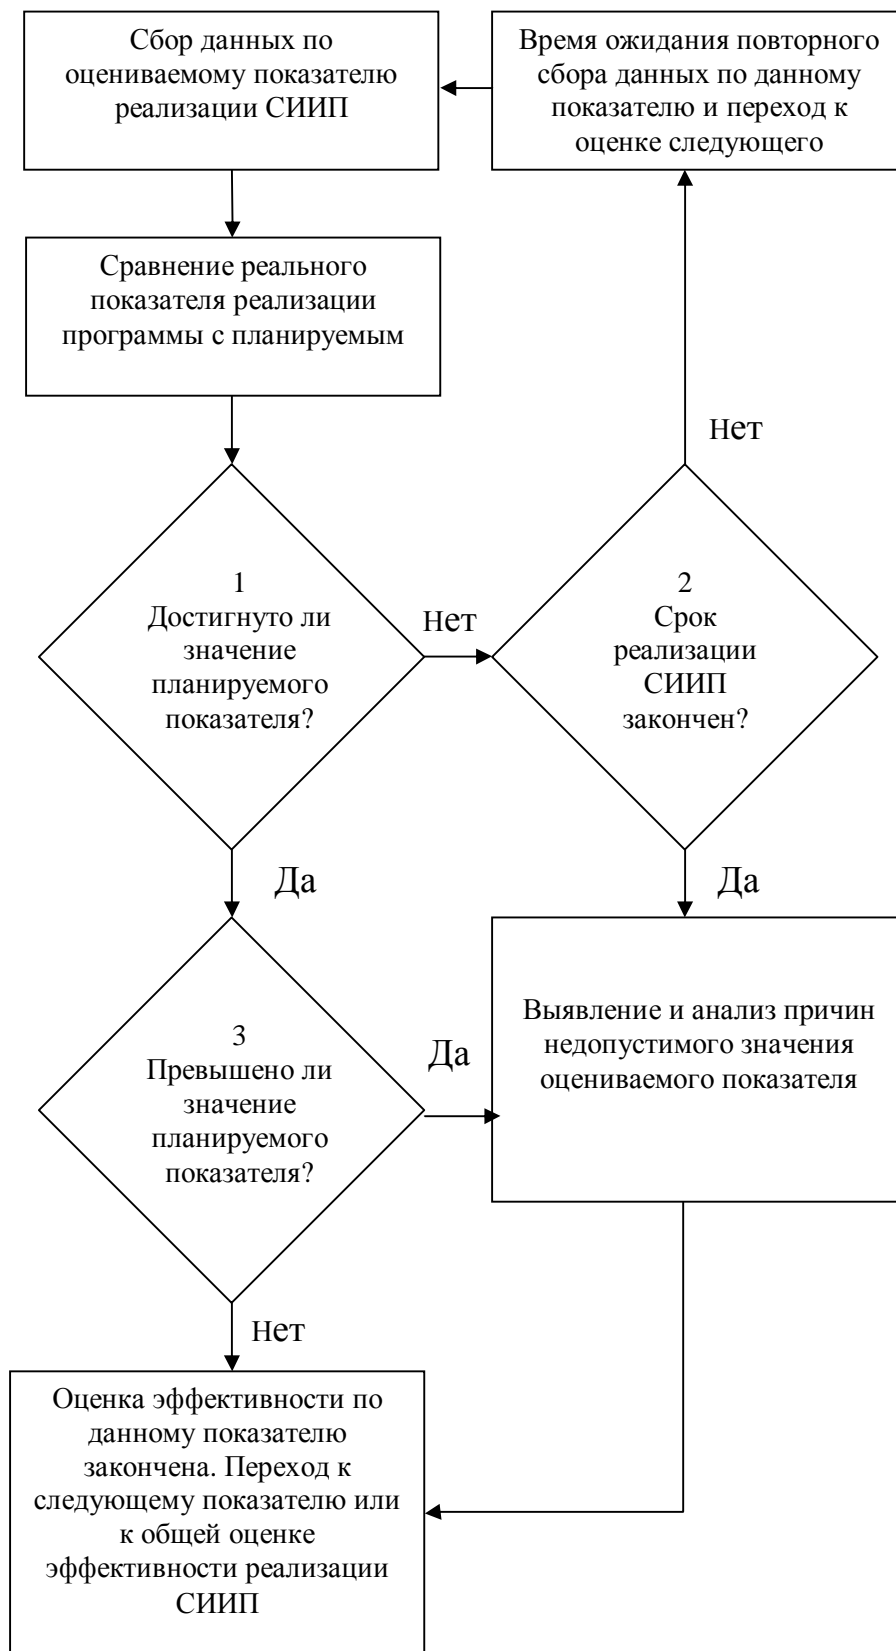 Сбор данных по
оцениваемому показателю
реализации СИИП
Время ожидания повторного
сбора данных по данному
показателю и переход к
оценке следующего
Сравнение реального
показателя реализации
программы с планируемым
Нет
1
Достигнуто ли
значение
планируемого
показателя?
Нет
2
Срок
реализации
СИИП
закончен?
Да
Да
3
Превышено ли
значение
планируемого
показателя?
Да
Выявление и анализ причин
недопустимого значения
оцениваемого показателя
Нет
Оценка эффективности по
данному показателю
закончена. Переход к
следующему показателю или
к общей оценке
эффективности реализации
СИИП